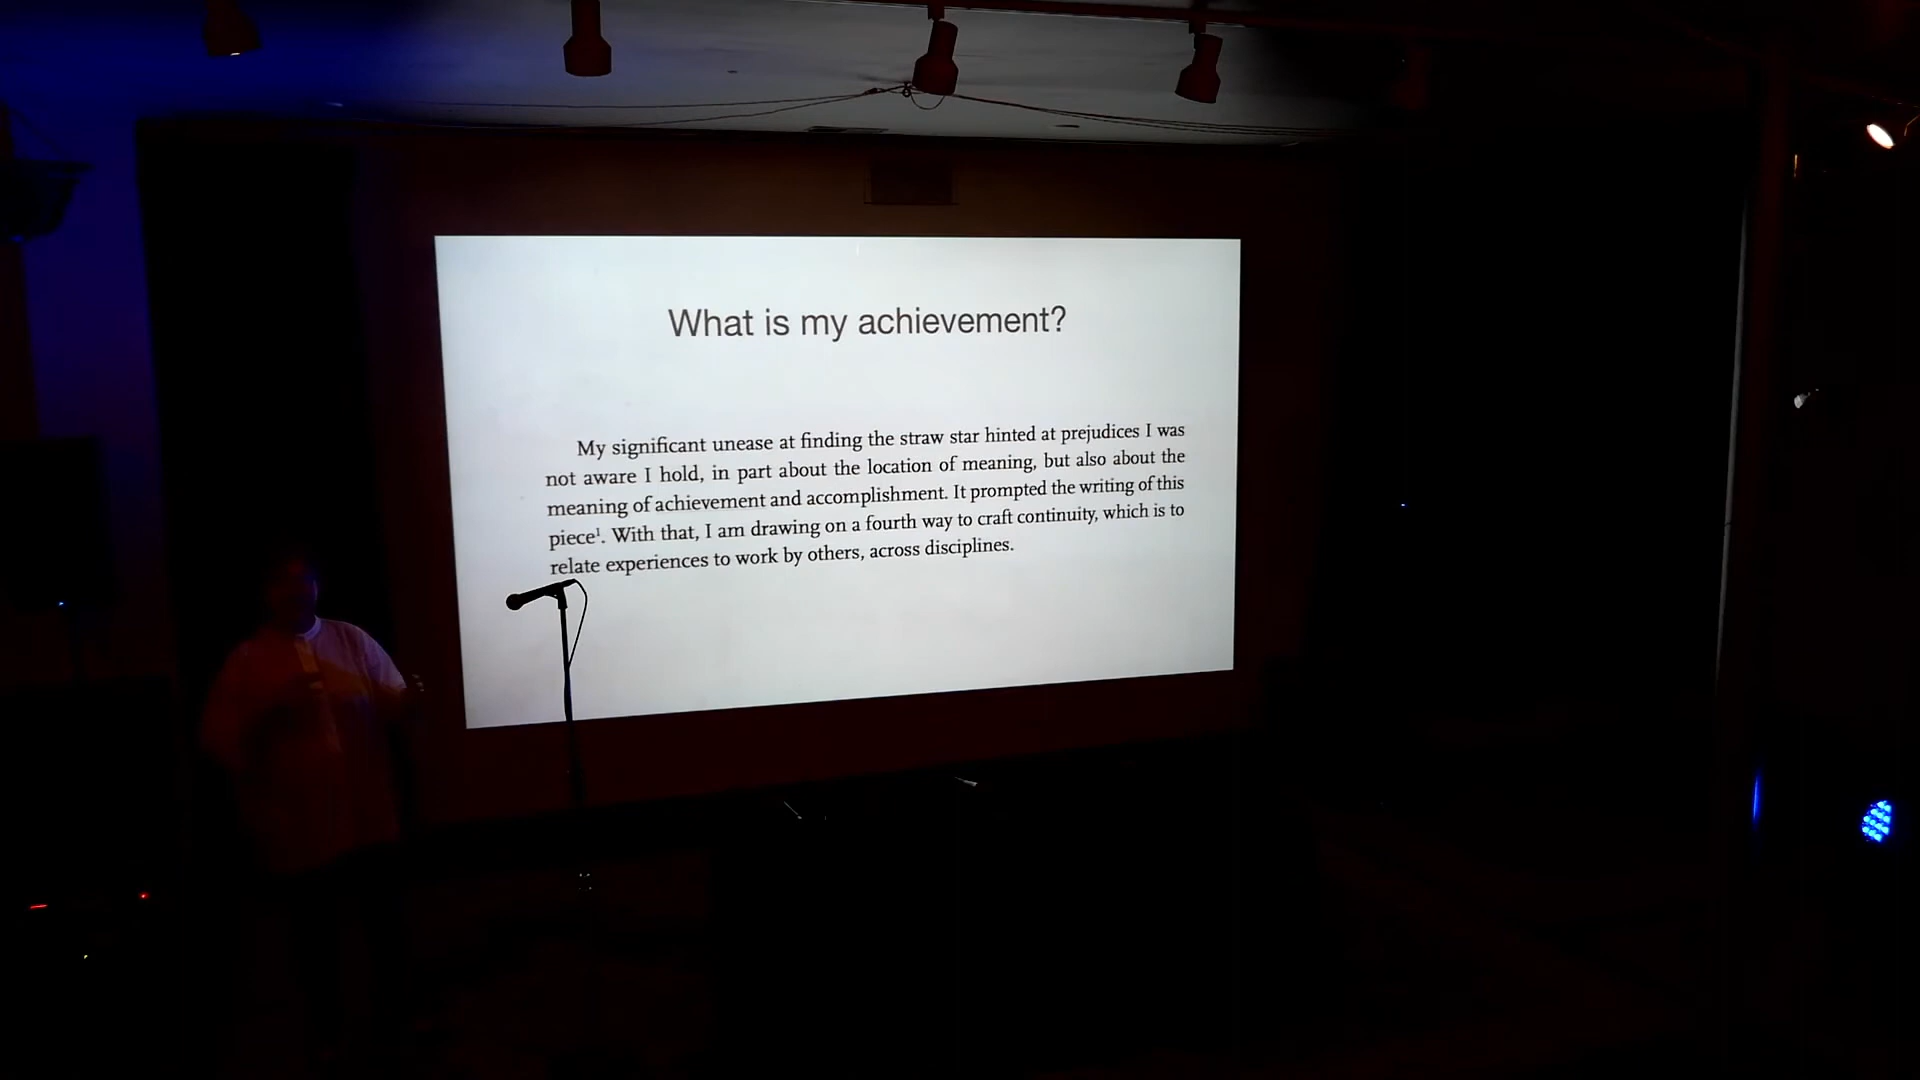 What is my achievement?
My significant unease at finding the straw star hinted at prejudices I was
not aware I hold, in part about the location of meaning, but also about the
meaning of achievement and accomplishment. It prompted the writing of this
piece¹. With that, I am drawing on a fourth way to craft continuity, which is to
relate experiences to work by others, across disciplines.